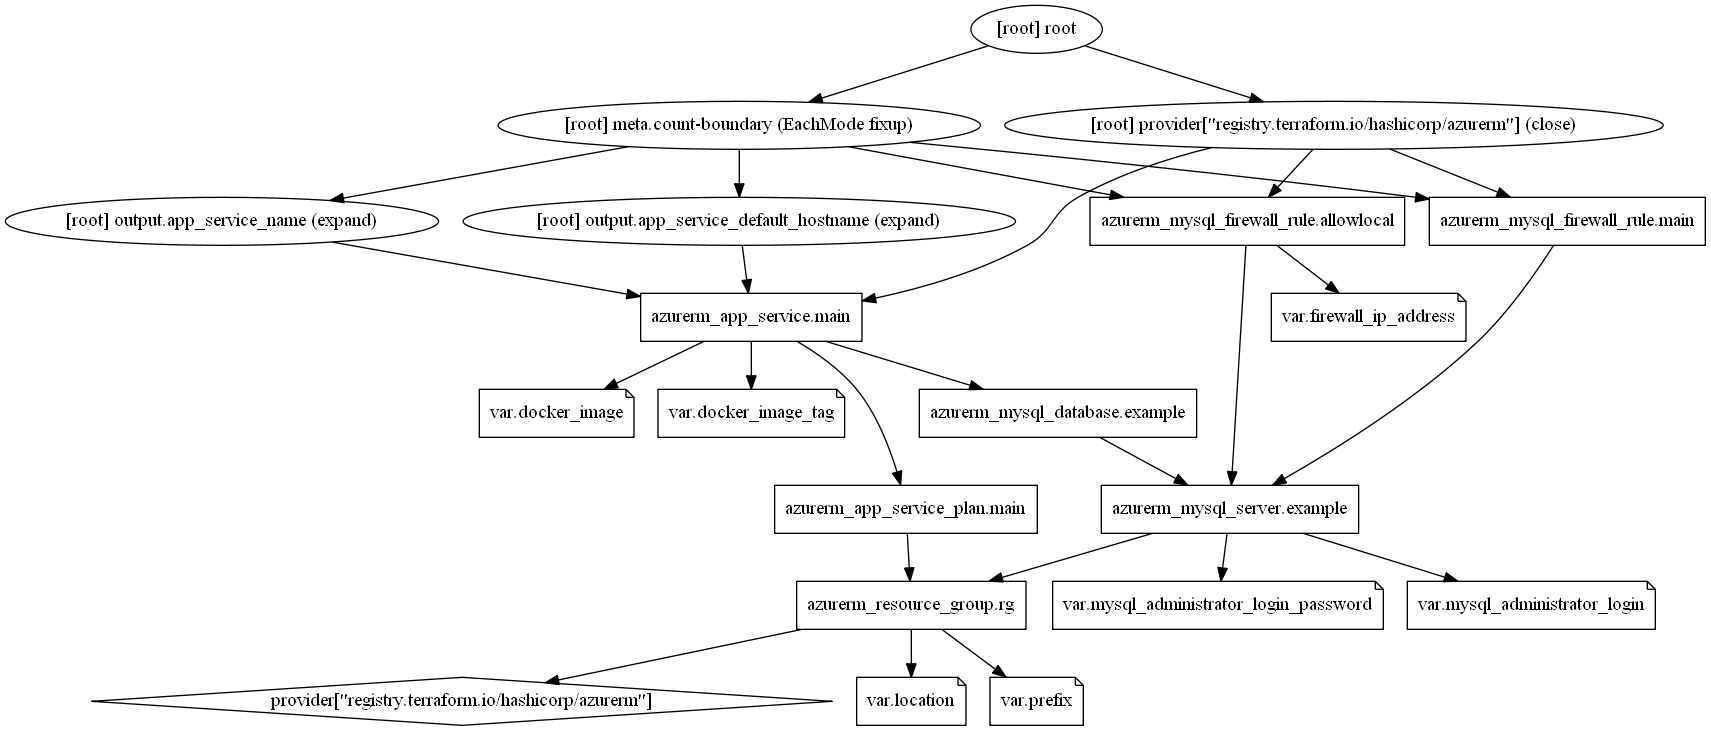 [root] root
[root] meta.count-boundary (EachMode fixup)
[root] provider["registry.terraform.io/hashicorp/azurerm"] (close)
[root] output.app_service_name (expand)
[root] output.app_service_default_hostname (expand)
azurerm_mysql_firewall_rule.allowlocal
azurerm_mysql_firewall_rule.main
azurerm_app_service.main
var.firewall_ip_address
var.docker_image
var.docker_image_tag
azurerm_mysql_database.example
azurerm_app_service_plan.main
azurerm_mysql_server.example
azurerm_resource_group.rg
var.mysql_administrator_login_password
var.mysql_administrator_login
provider["registry.terraform.io/hashicorp/azurerm"]
var.location
var.prefix